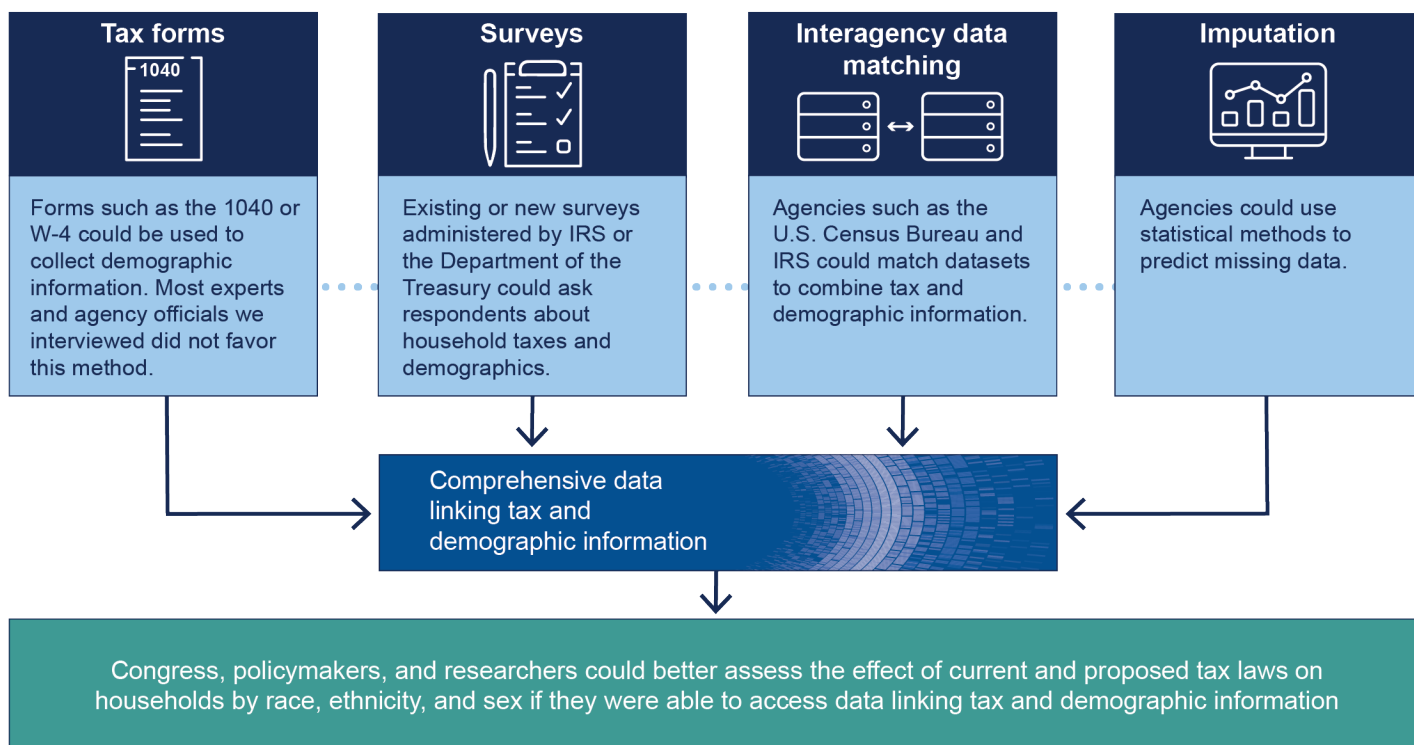 Tax forms
1040
Forms such as the 1040 or
W-4 could be used to
collect demographic
information. Most experts
and agency officials we
interviewed did not favor
this method.
Surveys
Existing or new surveys
administered by IRS or
the Department of the
Treasury could ask
respondents about
household taxes and
demographics.
Interagency data
matching
Agencies such as the
U.S. Census Bureau and
IRS could match datasets
to combine tax and
demographic information.
Imputation
Agencies could use
statistical methods to
predict missing data.
Comprehensive data
linking tax and
demographic information
Congress, policymakers, and researchers could better assess the effect of current and proposed tax laws on
households by race, ethnicity, and sex if they were able to access data linking tax and demographic information